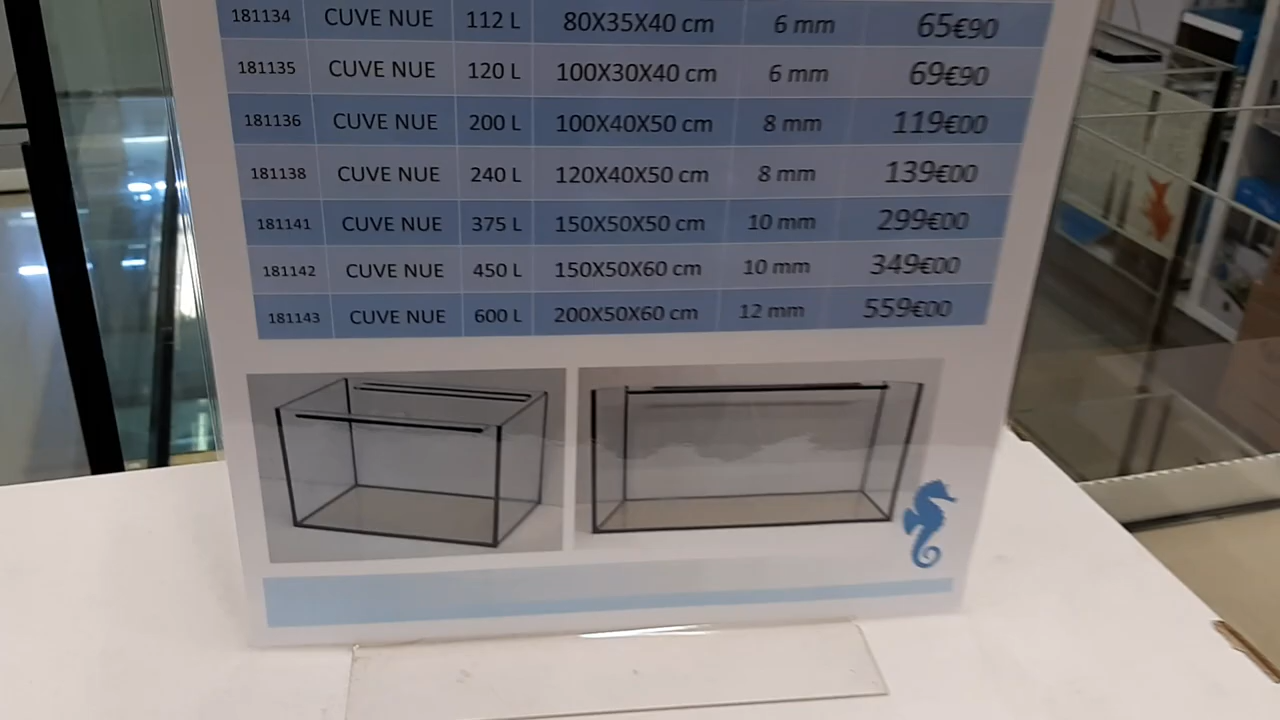 181134 CUVE NUE 112 L 80X35X40 cm 6 mm 65€90
181135 CUVE NUE 120 L 100X30X40 cm 6 mm 69€90
181136 CUVE NUE 200 L 100X40X50 cm 8 mm 119€00
181138 CUVE NUE 240 L 120X40X50 cm 8 mm 139€00
181141 CUVE NUE 375 L 150X50X50 cm 10 mm 299€00
181142 CUVE NUE 450 L 150X50X60 cm 10 mm 349€00
181143 CUVE NUE 600 L 200X50X60 cm 12 mm 559€00